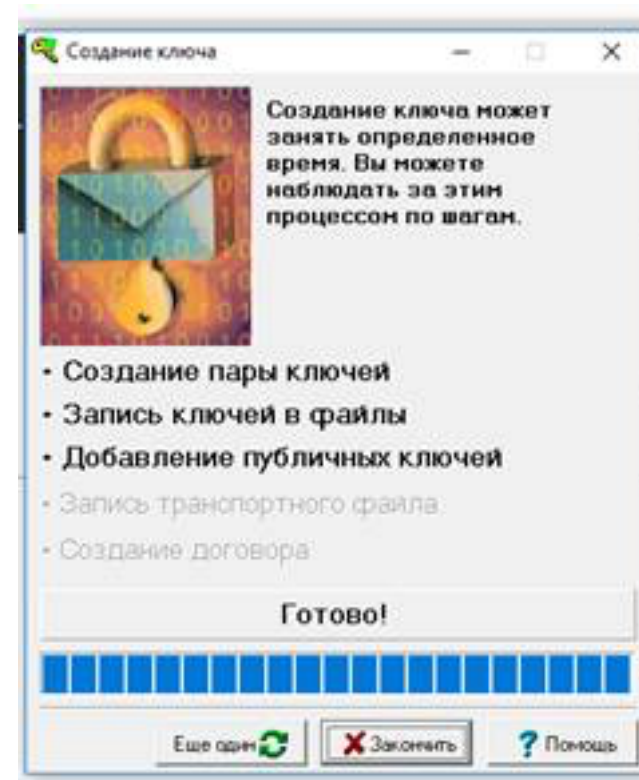 Создание ключа
Создание ключа может
занять определенное
время. Вы можете
наблюдать за этим
процессом по шагам.
• Создание пары ключей
• Запись ключей в файлы
• Добавление публичных ключей
• Запись транспортного файла
• Создание договора
Готово!
Еще один Закончить Помощь